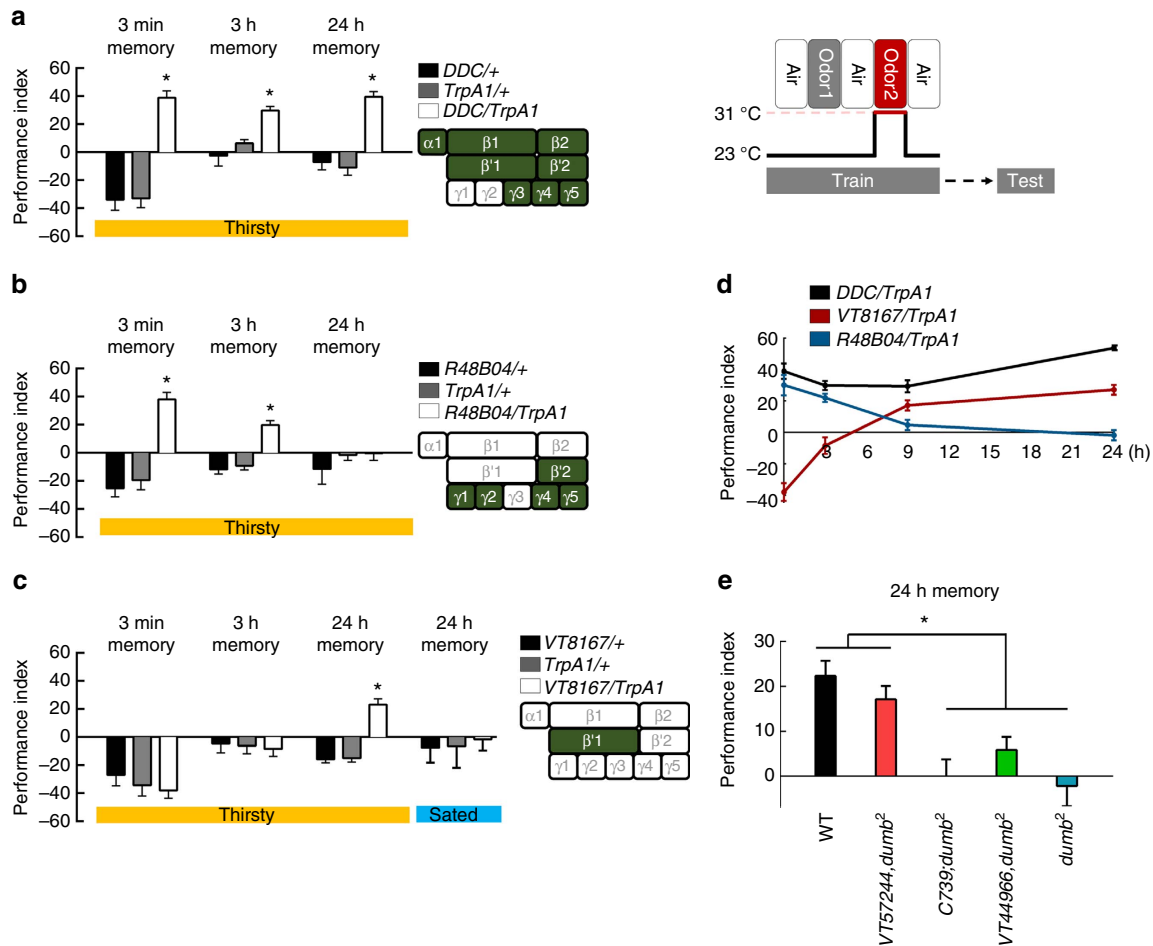 a
3 min memory
3 h memory
24 h memory
Performance index
60
40
20
0
−20
−40
−60
*
*
*
Thirsty
DDC/+
TrpA1/+
DDC/TrpA1
α1 β1 β2
β'1 β'2
γ1 γ2 γ3 γ4 γ5
Air Odor1 Air Odor2 Air
31 °C
23 °C
Train
Test
b
3 min memory
3 h memory
24 h memory
Performance index
60
40
20
0
−20
−40
−60
*
*
Thirsty
R48B04/+
TrpA1/+
R48B04/TrpA1
α1 β1 β2
β'1 β'2
γ1 γ2 γ3 γ4 γ5
c
3 min memory
3 h memory
24 h memory
24 h memory
Performance index
60
40
20
0
−20
−40
−60
*
Thirsty
Sated
VT8167/+
TrpA1/+
VT8167/TrpA1
α1 β1 β2
β'1 β'2
γ1 γ2 γ3 γ4 γ5
d
DDC/TrpA1
VT8167/TrpA1
R48B04/TrpA1
Performance index
60
40
20
0
−20
−40
3 6 9 12 15 18 21 24 (h)
e
24 h memory
Performance index
30
20
10
0
*
WT
VT57244,dumb²
C739;dumb²
VT44966,dumb²
dumb²